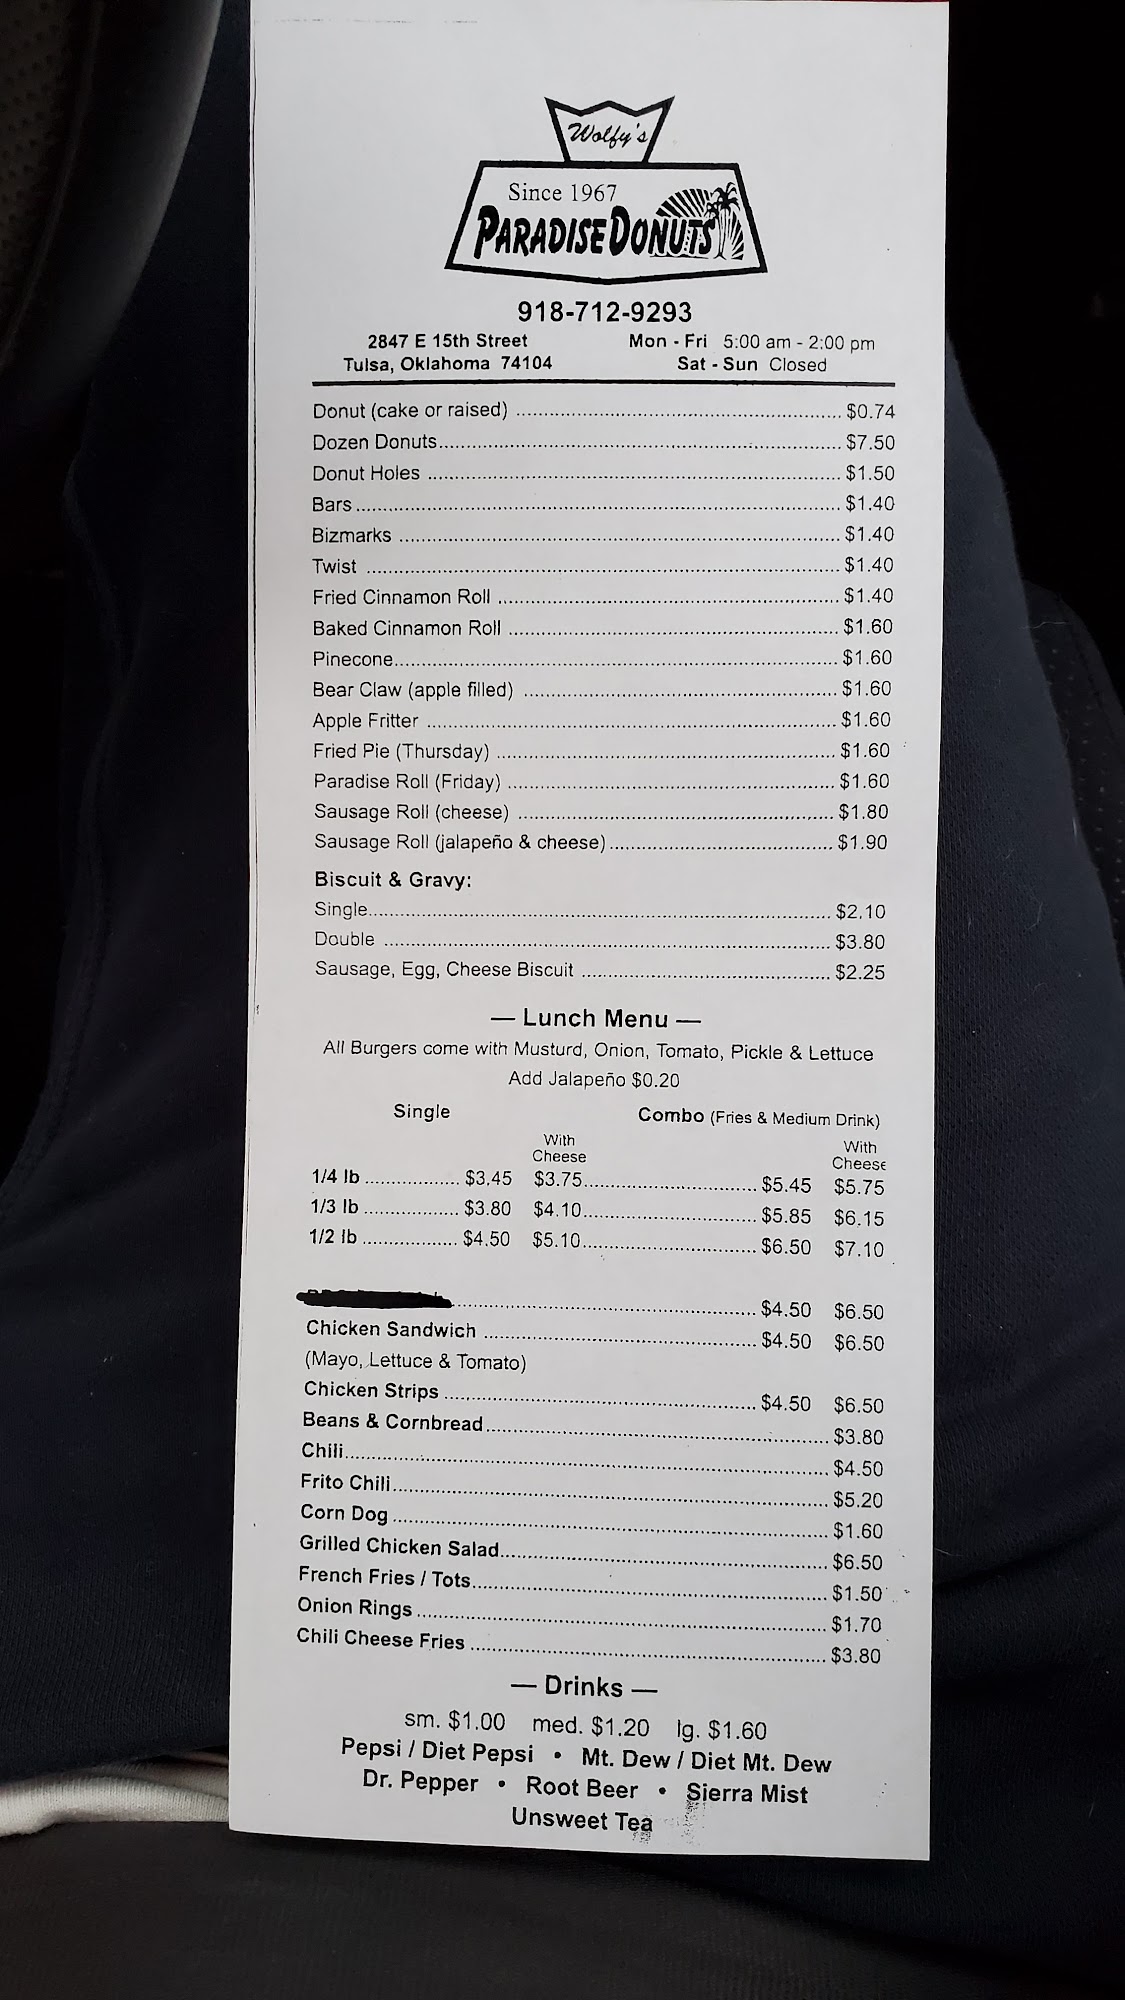 Wolfy's
Since 1967
PARADISE DONUTS
918-712-9293
2847 E 15th Street Mon - Fri 5:00 am - 2:00 pm
Tulsa, Oklahoma 74104 Sat - Sun Closed
Donut (cake or raised) $0.74
Dozen Donuts $7.50
Donut Holes $1.50
Bars $1.40
Bizmarks $1.40
Twist $1.40
Fried Cinnamon Roll $1.40
Baked Cinnamon Roll $1.60
Pinecone $1.60
Bear Claw (apple filled) $1.60
Apple Fritter $1.60
Fried Pie (Thursday) $1.60
Paradise Roll (Friday) $1.60
Sausage Roll (cheese) $1.80
Sausage Roll (jalapeño & cheese) $1.90
Biscuit & Gravy:
Single $2.10
Double $3.80
Sausage, Egg, Cheese Biscuit $2.25
— Lunch Menu —
All Burgers come with Musturd, Onion, Tomato, Pickle & Lettuce
Add Jalapeño $0.20
Single Combo (Fries & Medium Drink)
With With
Cheese Cheese
1/4 lb $3.45 $3.75 $5.45 $5.75
1/3 lb $3.80 $4.10 $5.85 $6.15
1/2 lb $4.50 $5.10 $6.50 $7.10
$4.50 $6.50
Chicken Sandwich $4.50 $6.50
(Mayo, Lettuce & Tomato)
Chicken Strips $4.50 $6.50
Beans & Cornbread $3.80
Chili $4.50
Frito Chili $5.20
Corn Dog $1.60
Grilled Chicken Salad $6.50
French Fries / Tots $1.50
Onion Rings $1.70
Chili Cheese Fries $3.80
— Drinks —
sm. $1.00 med. $1.20 lg. $1.60
Pepsi / Diet Pepsi • Mt. Dew / Diet Mt. Dew
Dr. Pepper • Root Beer • Sierra Mist
Unsweet Tea